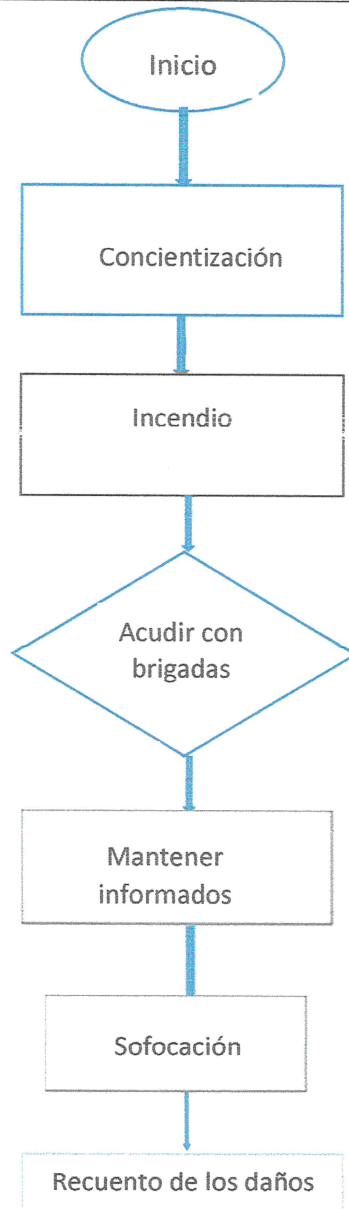 Inicio
Concientización
Incendio
Acudir con
brigadas
Mantener
informados
Sofocación
Recuento de los daños